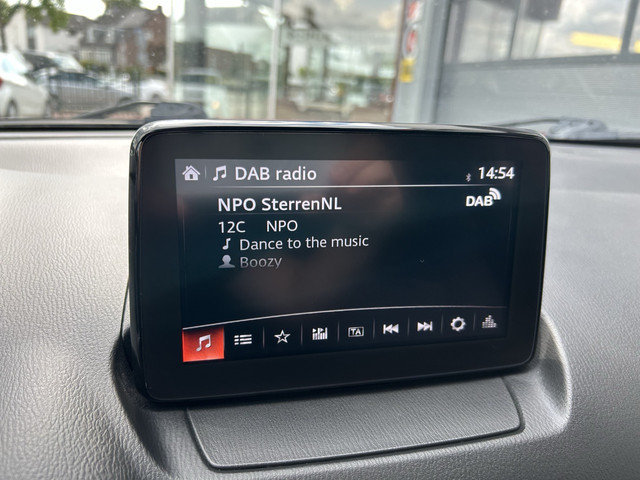 DAB radio
14:54
NPO SterrenNL
DAB
12C NPO
Dance to the music
Boozy
TA